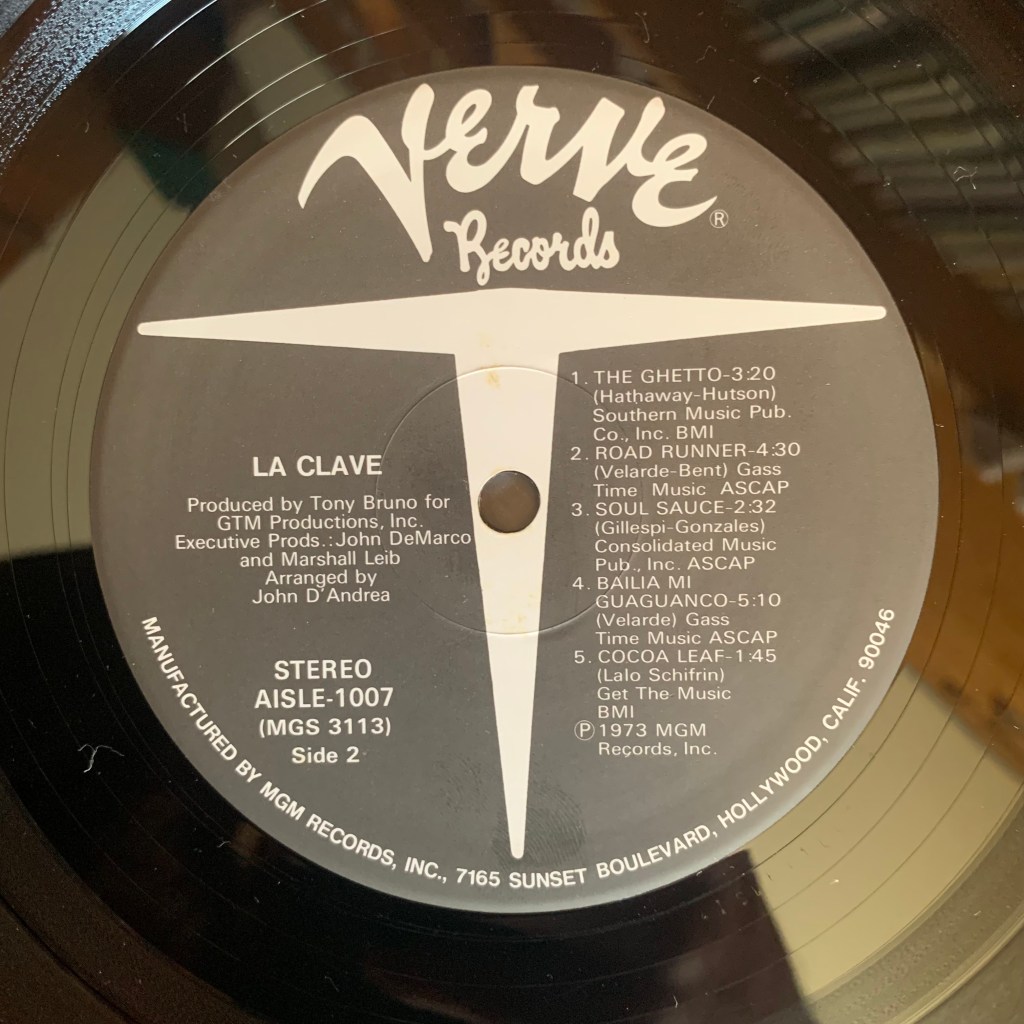 Verve
Records
®
LA CLAVE
Produced by Tony Bruno for
GTM Productions, Inc.
Executive Prods.: John DeMarco
and Marshall Leib
Arranged by
John D'Andrea
STEREO
AISLE-1007
(MGS 3113)
Side 2
1. THE GHETTO-3:20
(Hathaway-Hutson)
Southern Music Pub.
Co., Inc. BMI
2. ROAD RUNNER-4:30
(Velarde-Bent) Gass
Time Music ASCAP
3. SOUL SAUCE-2:32
(Gillespi-Gonzales)
Consolidated Music
Pub., Inc. ASCAP
4. BAILIA MI
GUAGUANCO-5:10
(Velarde) Gass
Time Music ASCAP
5. COCOA LEAF-1:45
(Lalo Schifrin)
Get The Music
BMI
℗ 1973 MGM
Records, Inc.
MANUFACTURED BY MGM RECORDS, INC., 7165 SUNSET BOULEVARD, HOLLYWOOD, CALIF. 90046